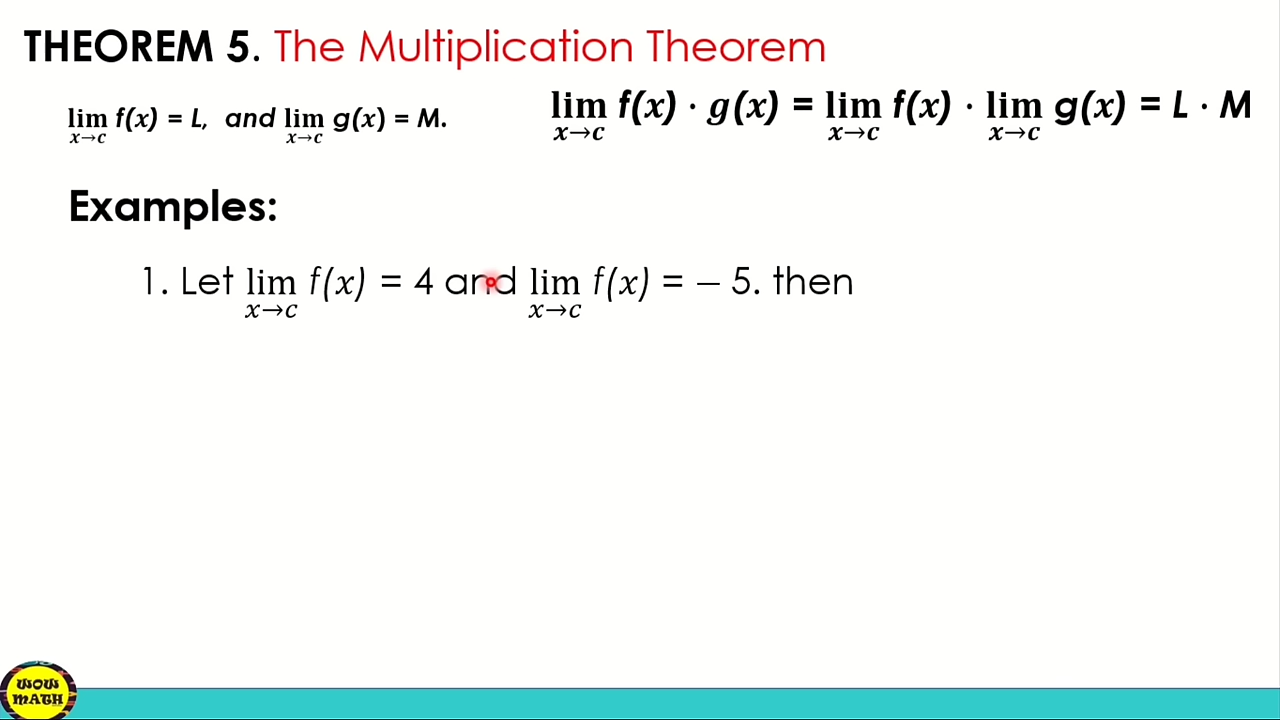 THEOREM 5. The Multiplication Theorem
lim x→c f(x) = L, and lim x→c g(x) = M.
lim x→c f(x) · g(x) = lim x→c f(x) · lim x→c g(x) = L · M
Examples:
1. Let lim x→c f(x) = 4 and lim x→c f(x) = – 5. then
WOW
MATH